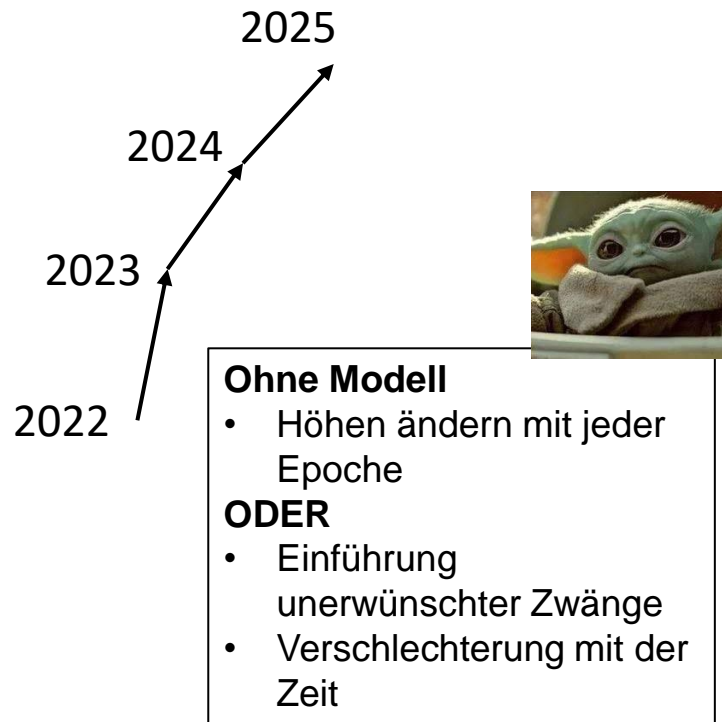 2025
2024
2023
2022
Ohne Modell
• Höhen ändern mit jeder
Epoche
ODER
• Einführung
unerwünschter Zwänge
• Verschlechterung mit der
Zeit